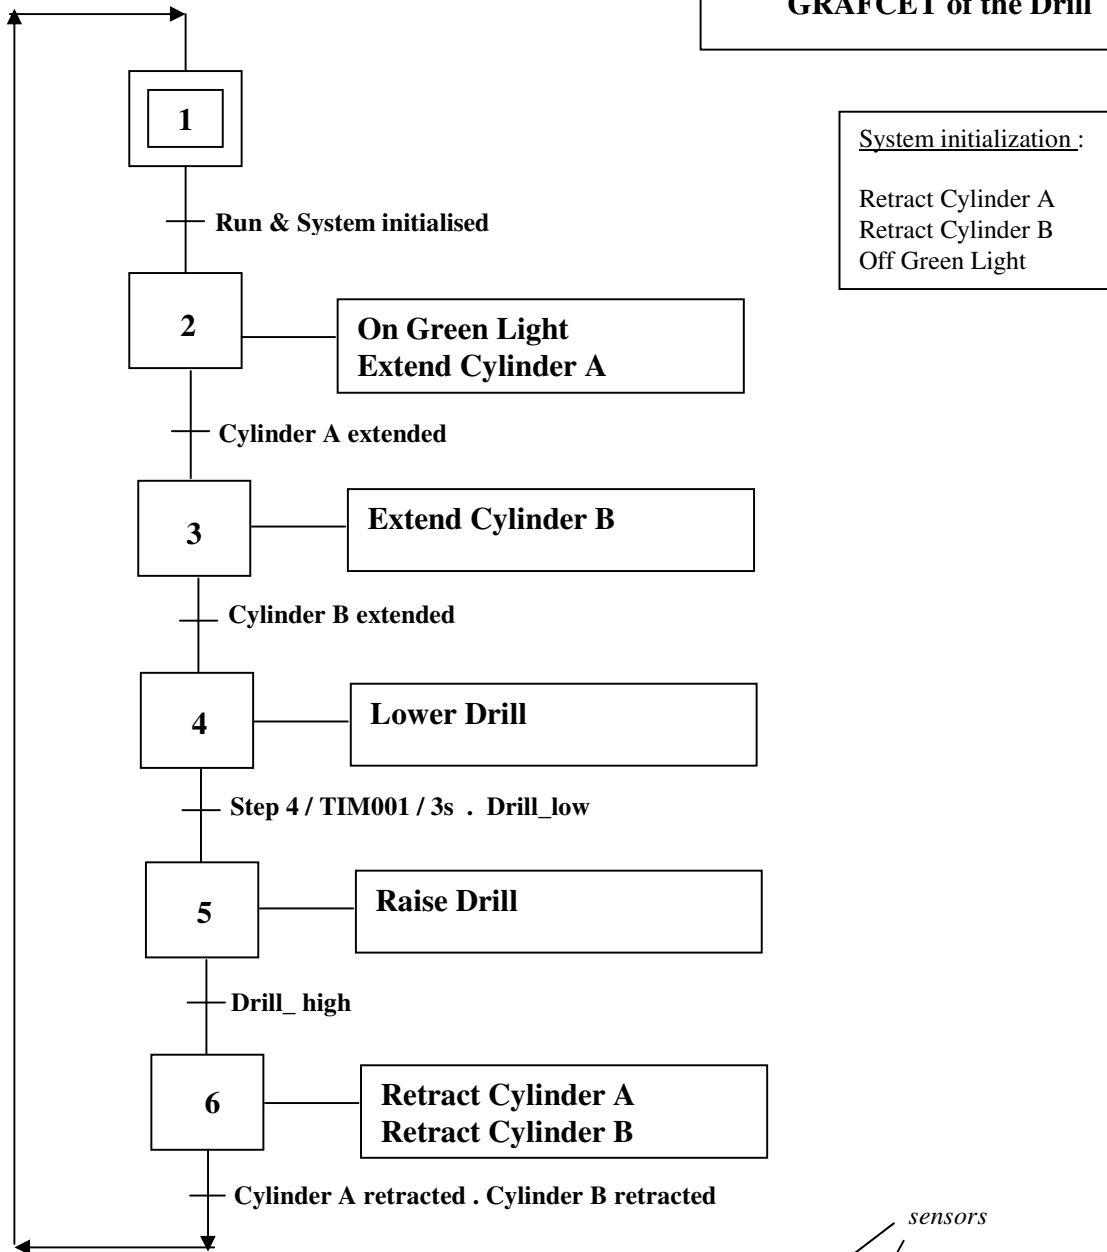 GRAFCET of the Drill
1
System initialization :
Retract Cylinder A
Retract Cylinder B
Off Green Light
Run & System initialised
2
On Green Light
Extend Cylinder A
Cylinder A extended
3
Extend Cylinder B
Cylinder B extended
4
Lower Drill
Step 4 / TIM001 / 3s . Drill_low
5
Raise Drill
Drill_ high
6
Retract Cylinder A
Retract Cylinder B
Cylinder A retracted . Cylinder B retracted
sensors